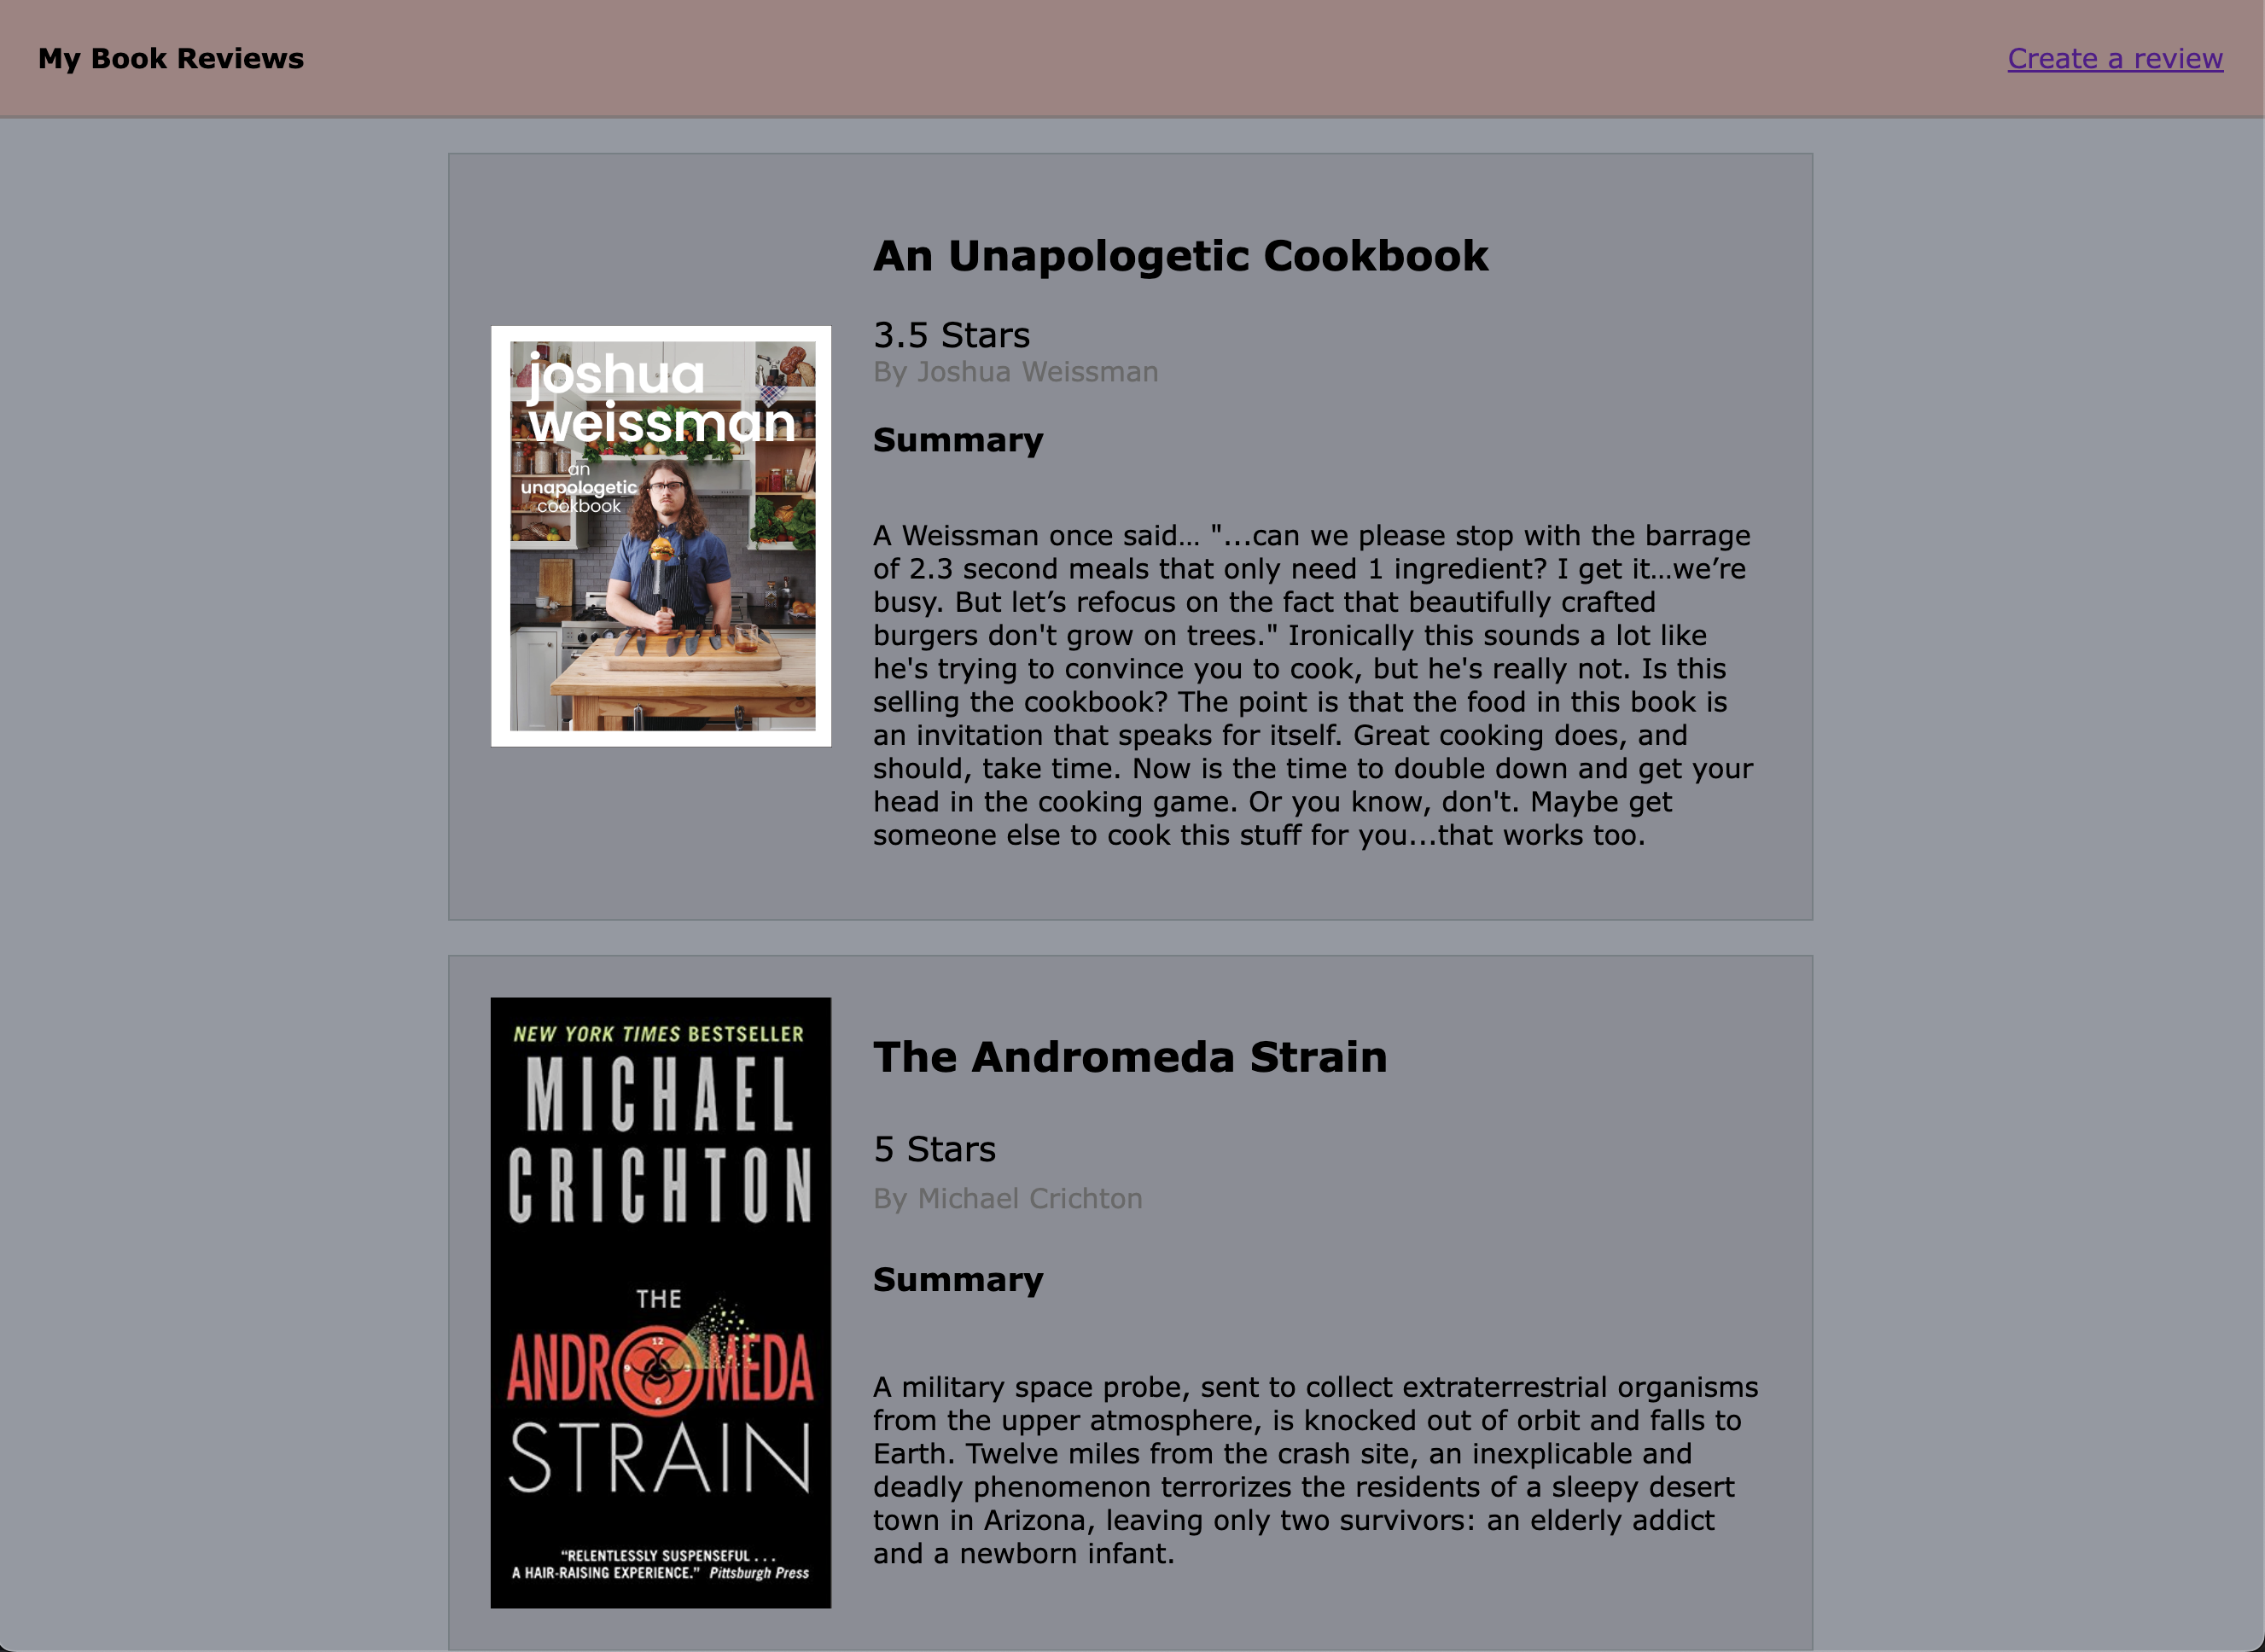 My Book Reviews
Create a review
An Unapologetic Cookbook
3.5 Stars
By Joshua Weissman
Summary
joshua
weissman
an
unapologetic
cookbook
A Weissman once said… "...can we please stop with the barrage
of 2.3 second meals that only need 1 ingredient? I get it…we’re
busy. But let’s refocus on the fact that beautifully crafted
burgers don't grow on trees." Ironically this sounds a lot like
he's trying to convince you to cook, but he's really not. Is this
selling the cookbook? The point is that the food in this book is
an invitation that speaks for itself. Great cooking does, and
should, take time. Now is the time to double down and get your
head in the cooking game. Or you know, don't. Maybe get
someone else to cook this stuff for you...that works too.
NEW YORK TIMES BESTSELLER
MICHAEL
CRICHTON
THE
ANDROMEDA
12
9
6
STRAIN
“RELENTLESSLY SUSPENSEFUL . . .
A HAIR-RAISING EXPERIENCE.” Pittsburgh Press
The Andromeda Strain
5 Stars
By Michael Crichton
Summary
A military space probe, sent to collect extraterrestrial organisms
from the upper atmosphere, is knocked out of orbit and falls to
Earth. Twelve miles from the crash site, an inexplicable and
deadly phenomenon terrorizes the residents of a sleepy desert
town in Arizona, leaving only two survivors: an elderly addict
and a newborn infant.